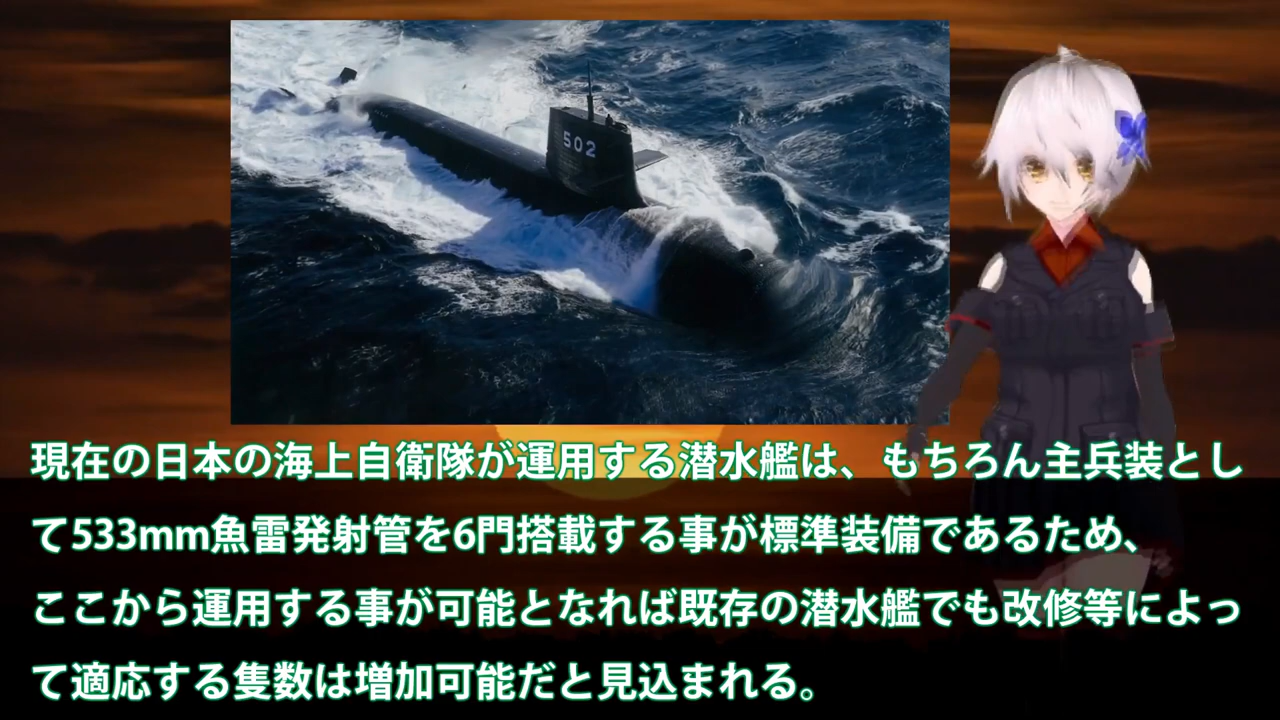 502
現在の日本の海上自衛隊が運用する潜水艦は、もちろん主兵装とし
て533mm魚雷発射管を6門搭載する事が標準装備であるため、
ここから運用する事が可能となれば既存の潜水艦でも改修等によっ
て適応する隻数は増加可能だと見込まれる。